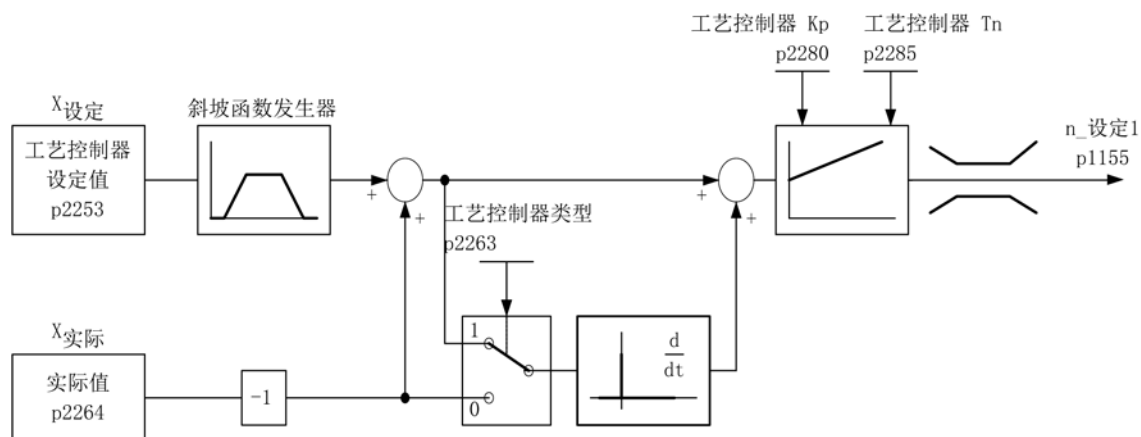 工艺控制器 Kp
p2280
工艺控制器 Tn
p2285
X设定
斜坡函数发生器
n_设定1
p1155
工艺控制器
设定值
p2253
+
+
+
+
工艺控制器类型
p2263
X实际
1
0
d
dt
实际值
p2264
-1